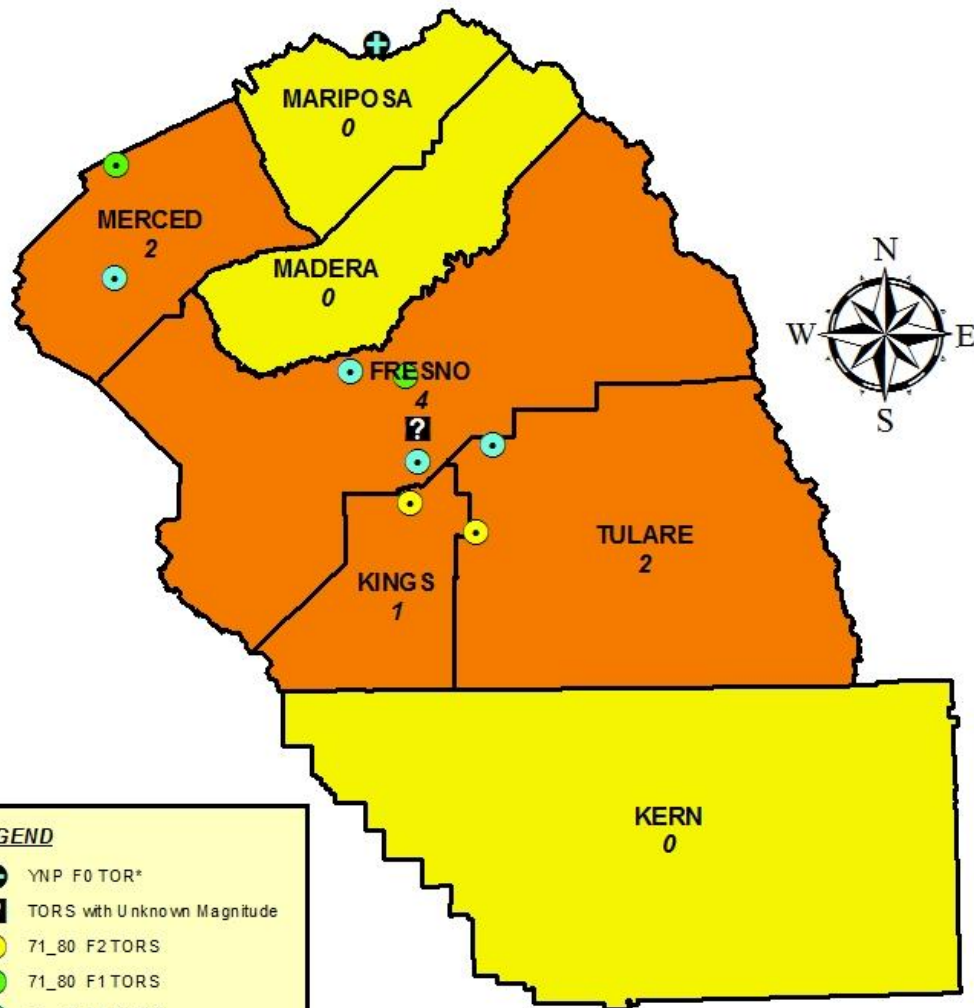 MARIPOSA
0
MERCED
2
MADERA
0
N
W E
S
FRESNO
4
?
TULARE
2
KINGS
1
KERN
0
YNP F0 TOR*
TORS with Unknown Magnitude
71_80 F2 TORS
71_80 F1 TORS